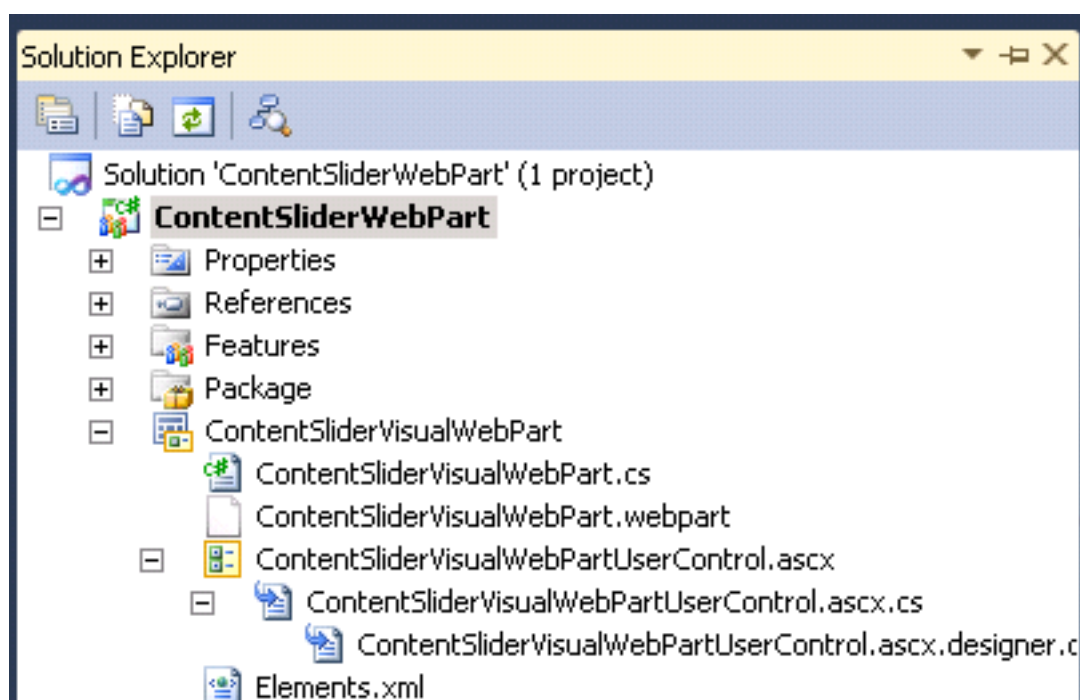 Solution Explorer
Solution 'ContentSliderWebPart' (1 project)
ContentSliderWebPart
Properties
References
Features
Package
ContentSliderVisualWebPart
ContentSliderVisualWebPart.cs
ContentSliderVisualWebPart.webpart
ContentSliderVisualWebPartUserControl.ascx
ContentSliderVisualWebPartUserControl.ascx.cs
ContentSliderVisualWebPartUserControl.ascx.designer.c
Elements.xml